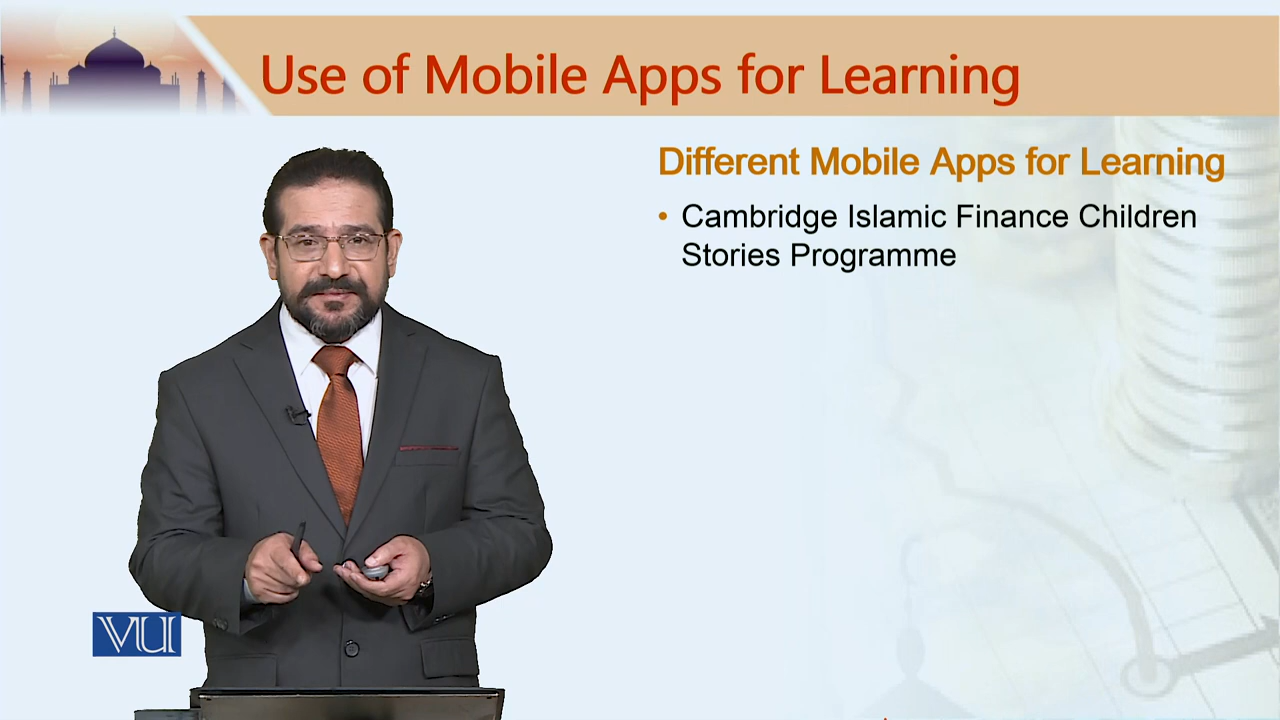 Use of Mobile Apps for Learning
Different Mobile Apps for Learning
• Cambridge Islamic Finance Children
Stories Programme
VU